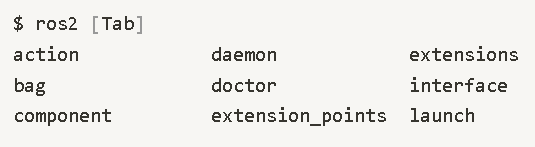 $ ros2 [Tab]
action daemon extensions
bag doctor interface
component extension_points launch